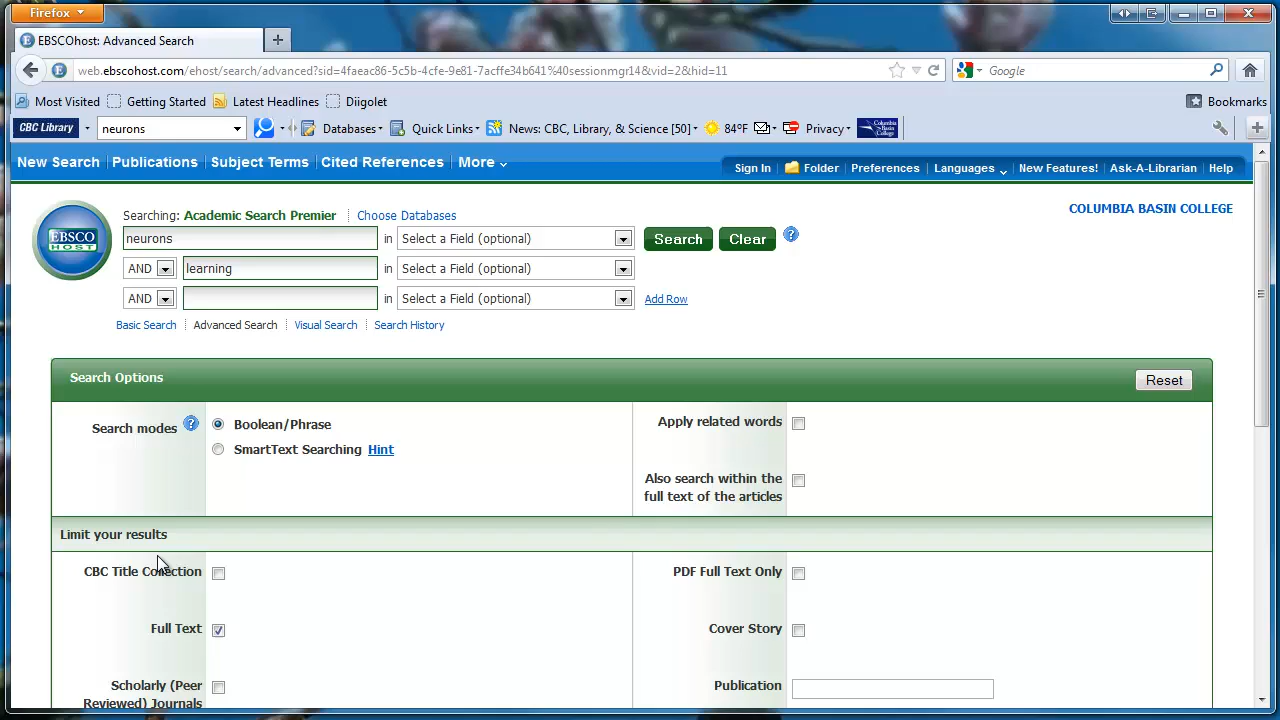 Firefox
EBSCOhost: Advanced Search
web.ebscohost.com/ehost/search/advanced?sid=4faeac86-5c5b-4cfe-9e81-7acffe34b641%40sessionmgr14&vid=2&hid=11
Google
Most Visited Getting Started Latest Headlines Diigolet Bookmarks
CBC Library neurons Databases Quick Links News: CBC, Library, & Science [50] 84°F Privacy Columbia Basin College
New Search Publications Subject Terms Cited References More
Sign In Folder Preferences Languages New Features! Ask-A-Librarian Help
COLUMBIA BASIN COLLEGE
EBSCO HOST
Searching: Academic Search Premier Choose Databases
neurons in Select a Field (optional) Search Clear
AND learning in Select a Field (optional)
AND in Select a Field (optional) Add Row
Basic Search Advanced Search Visual Search Search History
Search Options Reset
Search modes Boolean/Phrase
SmartText Searching Hint
Apply related words
Also search within the
full text of the articles
Limit your results
CBC Title Collection PDF Full Text Only
Full Text Cover Story
Scholarly (Peer
Reviewed) Journals
Publication